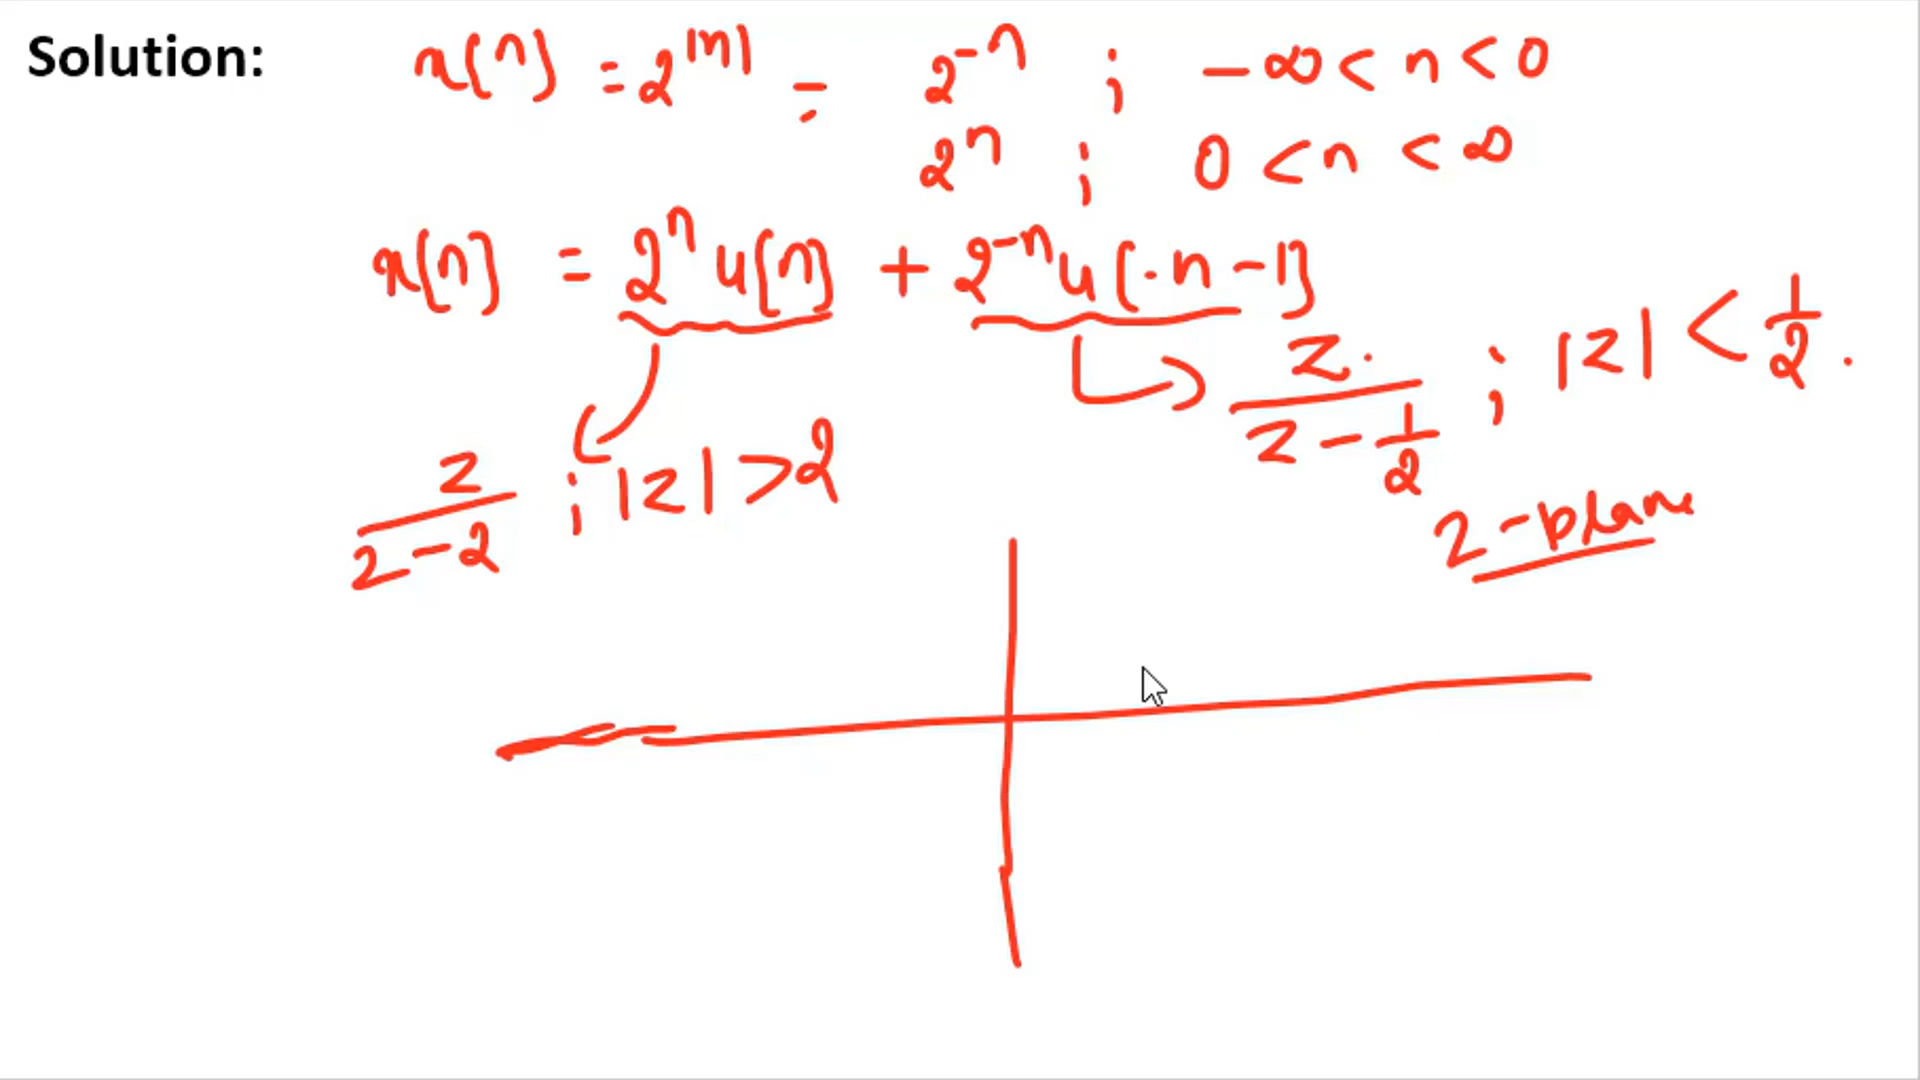 Solution:
x[n] = 2^|n| = 2^-n ; -∞ < n < 0
2^n ; 0 < n < ∞
x[n] = 2^n u[n] + 2^-n u[-n-1]
z/(z-1/2) ; |z| < 1/2.
z/(z-2) ; |z| > 2
z-plane